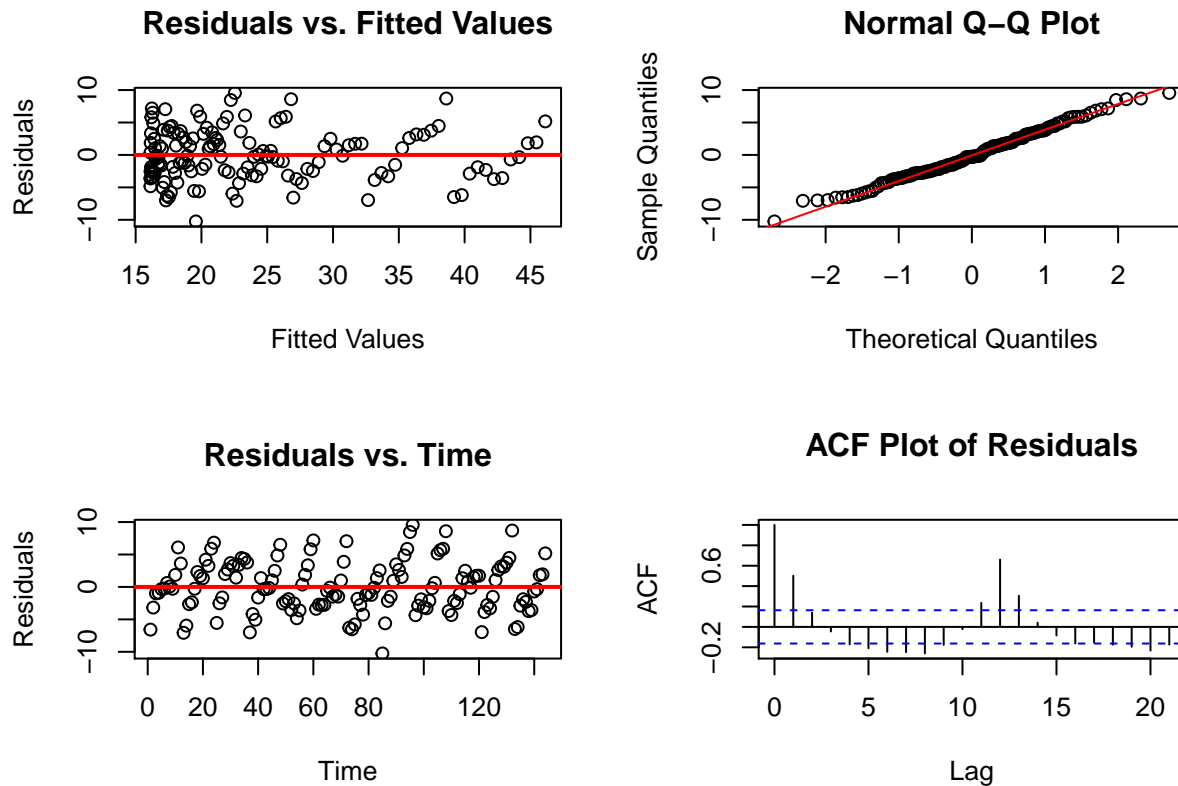 Residuals vs. Fitted Values
Residuals
−10 0 10
15 20 25 30 35 40 45
Fitted Values
Normal Q−Q Plot
Sample Quantiles
−10 0 10
−2 −1 0 1 2
Theoretical Quantiles
Residuals vs. Time
Residuals
−10 0 10
0 20 40 60 80 120
Time
ACF Plot of Residuals
ACF
−0.2 0.6
0 5 10 15 20
Lag